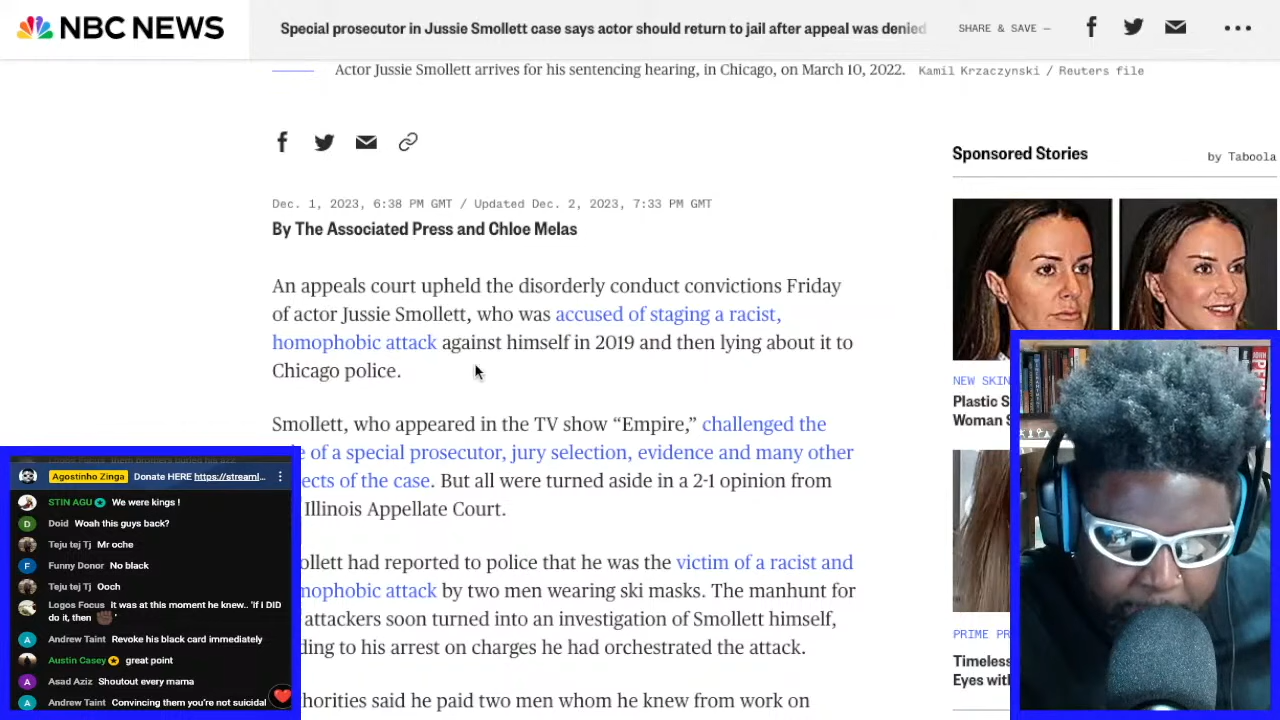 NBC NEWS
Special prosecutor in Jussie Smollett case says actor should return to jail after appeal was denied
SHARE & SAVE —
Actor Jussie Smollett arrives for his sentencing hearing, in Chicago, on March 10, 2022. Kamil Krzaczynski / Reuters file
Dec. 1, 2023, 6:38 PM GMT / Updated Dec. 2, 2023, 7:33 PM GMT
By The Associated Press and Chloe Melas
An appeals court upheld the disorderly conduct convictions Friday
of actor Jussie Smollett, who was accused of staging a racist,
homophobic attack against himself in 2019 and then lying about it to
Chicago police.
Smollett, who appeared in the TV show “Empire,” challenged the
e of a special prosecutor, jury selection, evidence and many other
ects of the case. But all were turned aside in a 2-1 opinion from
Illinois Appellate Court.
ollett had reported to police that he was the victim of a racist and
nophobic attack by two men wearing ski masks. The manhunt for
attackers soon turned into an investigation of Smollett himself,
ding to his arrest on charges he had orchestrated the attack.
horities said he paid two men whom he knew from work on
Sponsored Stories
by Taboola
NEW SKIN
Plastic S
Woman S
PRIME PR
Timeless
Eyes with
Agostinho Zinga Donate HERE https://streaml...
STIN AGU We were kings !
D Doid Woah this guys back?
Teju tej Tj Mr oche
F Funny Donor No black
Teju tej Tj Ooch
Logos Focus it was at this moment he knew.. 'if I DID
do it, then ✊🏾 '
A Andrew Taint Revoke his black card immediately
Austin Casey great point
A Asad Aziz Shoutout every mama
A Andrew Taint Convincing them you're not suicidal